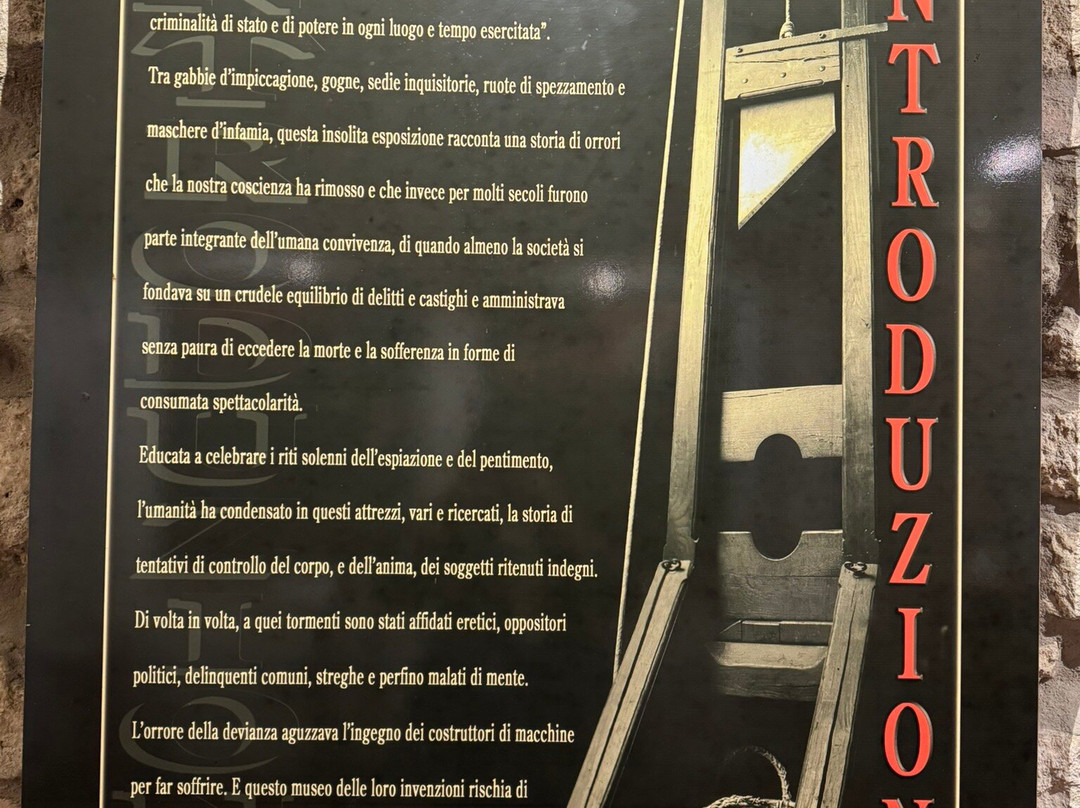 criminalità di stato e di potere in ogni luogo e tempo esercitata”.
Tra gabbie d’impiccagione, gogne, sedie inquisitorie, ruote di spezzamento e
maschere d’infamia, questa insolita esposizione racconta una storia di orrori
che la nostra coscienza ha rimosso e che invece per molti secoli furono
parte integrante dell’umana convivenza, di quando almeno la società si
fondava su un crudele equilibrio di delitti e castighi e amministrava
senza paura di eccedere la morte e la sofferenza in forme di
consumata spettacolarità.
Educata a celebrare i riti solenni dell’espiazione e del pentimento,
l’umanità ha condensato in questi attrezzi, vari e ricercati, la storia di
tentativi di controllo del corpo, e dell’anima, dei soggetti ritenuti indegni.
Di volta in volta, a quei tormenti sono stati affidati eretici, oppositori
politici, delinquenti comuni, streghe e perfino malati di mente.
L’orrore della devianza aguzzava l’ingegno dei costruttori di macchine
per far soffrire. E questo museo delle loro invenzioni rischia di
NTRODUZION